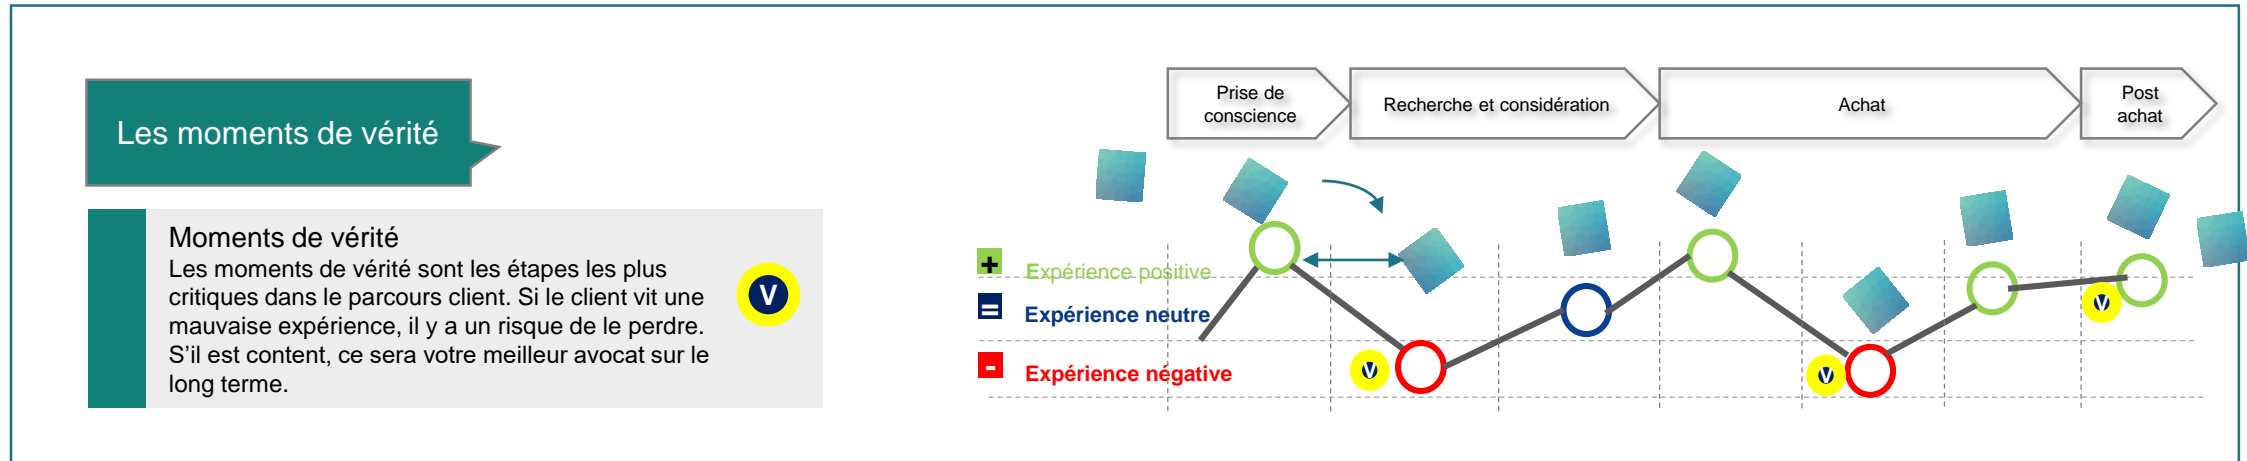 Les moments de vérité
Moments de vérité
Les moments de vérité sont les étapes les plus
critiques dans le parcours client. Si le client vit une
mauvaise expérience, il y a un risque de le perdre.
S'il est content, ce sera votre meilleur avocat sur le
long terme.
V
Prise de
conscience
Recherche et considération
Achat
Post
achat
+ Expérience positive
= Expérience neutre
- Expérience négative
V
V
V